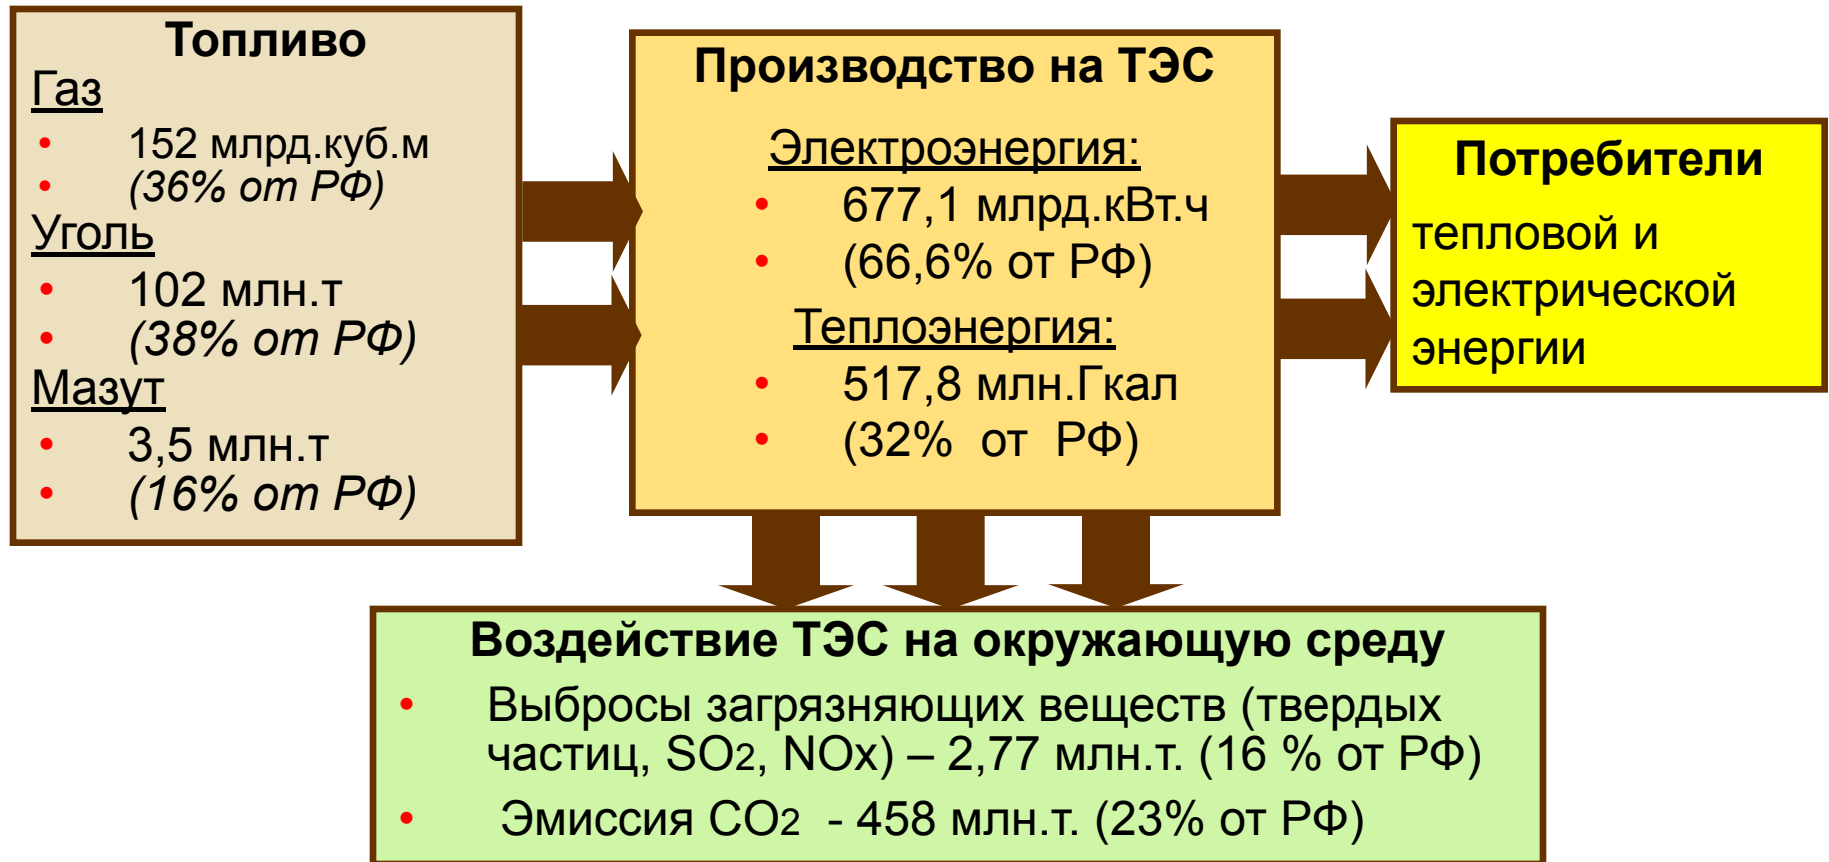 Топливо
Газ
• 152 млрд.куб.м
• (36% от РФ)
Уголь
• 102 млн.т
• (38% от РФ)
Мазут
• 3,5 млн.т
• (16% от РФ)
Производство на ТЭС
Электроэнергия:
• 677,1 млрд.кВт.ч
• (66,6% от РФ)
Теплоэнергия:
• 517,8 млн.Гкал
• (32% от РФ)
Потребители
тепловой и
электрической
энергии
Воздействие ТЭС на окружающую среду
• Выбросы загрязняющих веществ (твердых
частиц, SO2, NOx) – 2,77 млн.т. (16 % от РФ)
• Эмиссия CO2 - 458 млн.т. (23% от РФ)